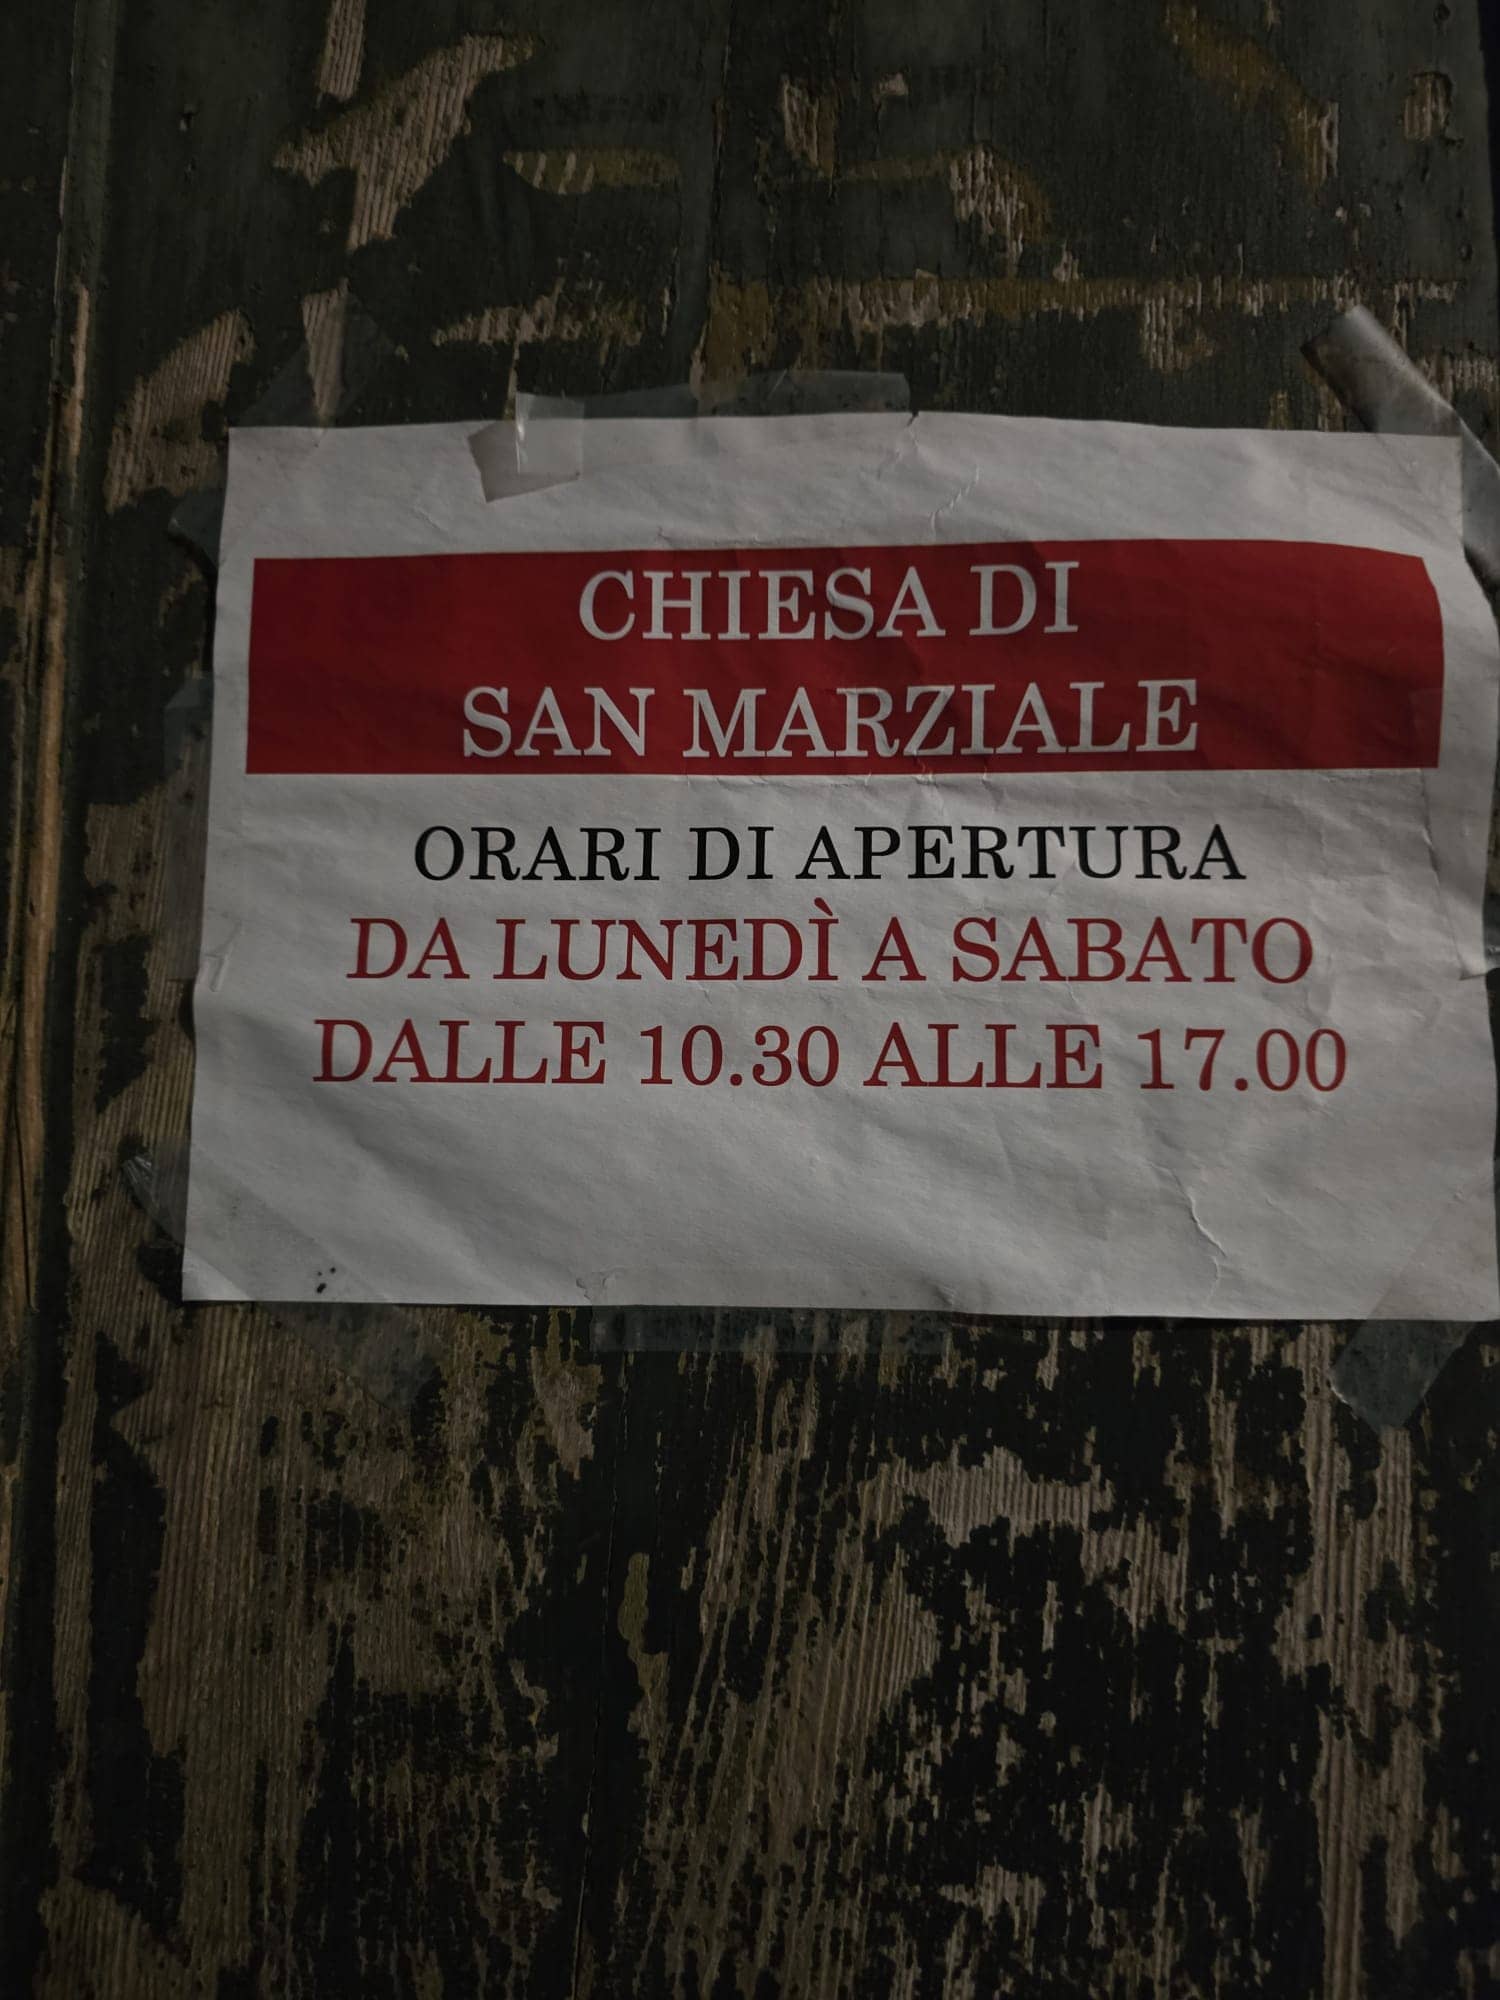 CHIESA DI
SAN MARZIALE
ORARI DI APERTURA
DA LUNEDÌ A SABATO
DALLE 10.30 ALLE 17.00